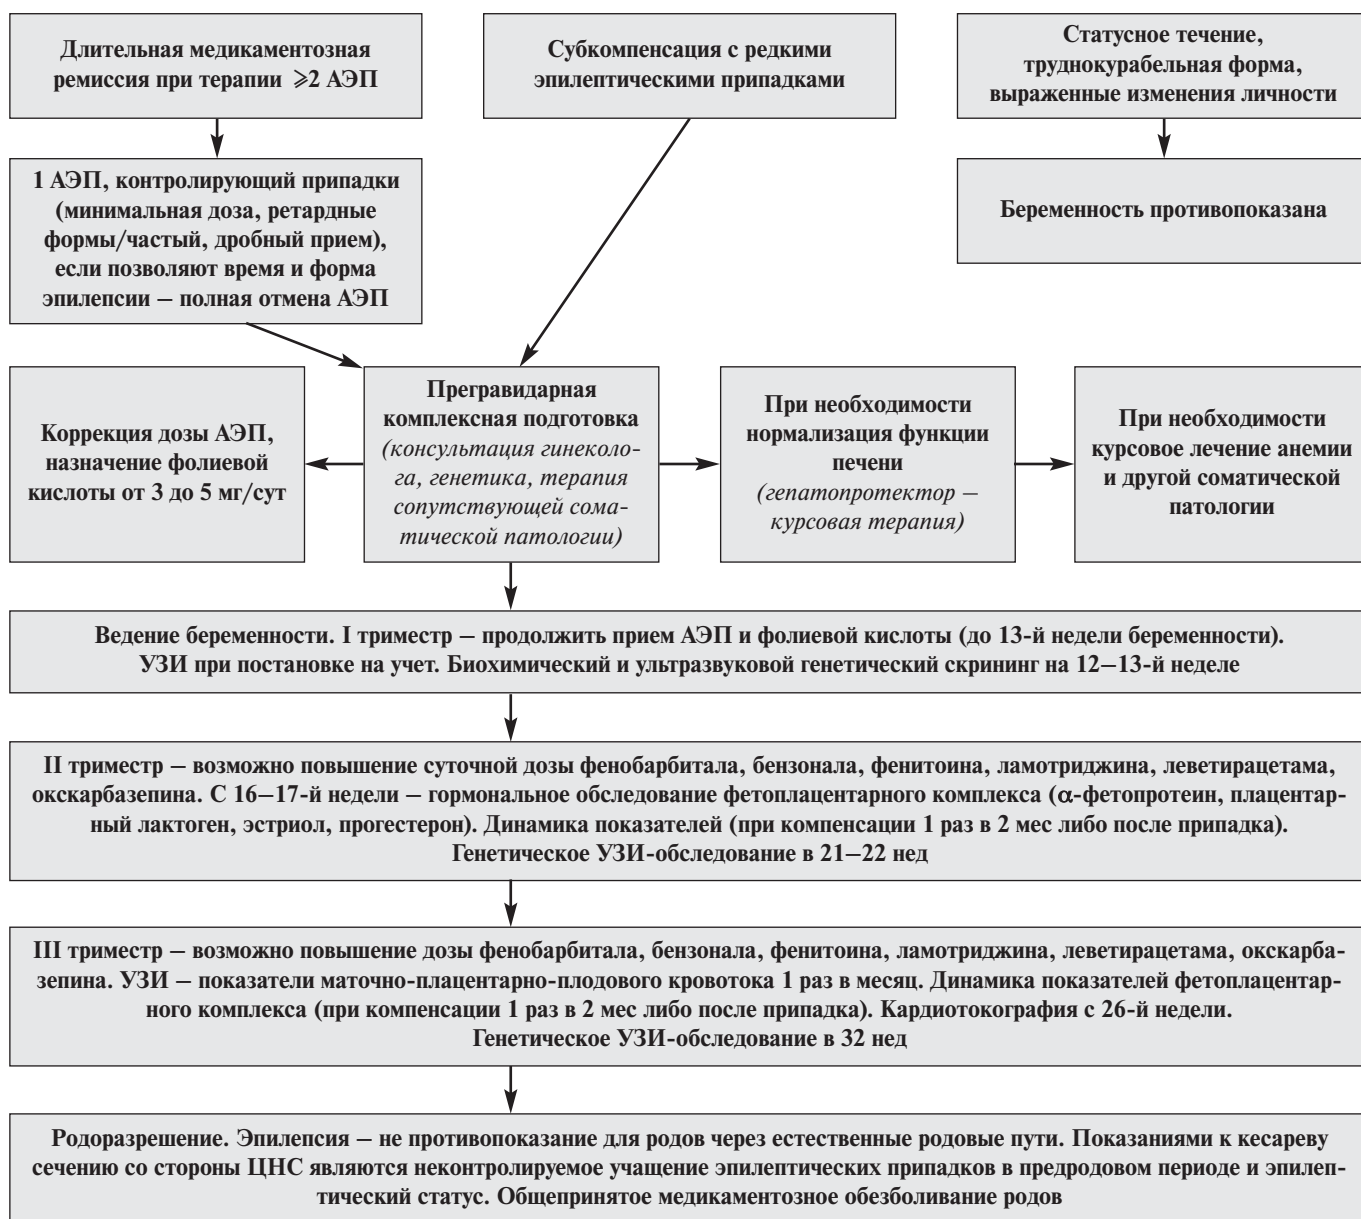 Длительная медикаментозная
ремиссия при терапии ⩾2 АЭП
Субкомпенсация с редкими
эпилептическими припадками
Статусное течение,
труднокурабельная форма,
выраженные изменения личности
1 АЭП, контролирующий припадки
(минимальная доза, ретардные
формы/частый, дробный прием),
если позволяют время и форма
эпилепсии – полная отмена АЭП
Беременность противопоказана
Коррекция дозы АЭП,
назначение фолиевой
кислоты от 3 до 5 мг/сут
Прегравидарная
комплексная подготовка
(консультация гинеколо-
га, генетика, терапия
сопутствующей сома-
тической патологии)
При необходимости
нормализация функции
печени
(гепатопротектор –
курсовая терапия)
При необходимости
курсовое лечение анемии
и другой соматической
патологии
Ведение беременности. I триместр – продолжить прием АЭП и фолиевой кислоты (до 13-й недели беременности).
УЗИ при постановке на учет. Биохимический и ультразвуковой генетический скрининг на 12–13-й неделе
II триместр – возможно повышение суточной дозы фенобарбитала, бензонала, фенитоина, ламотриджина, леветирацетама,
окскарбазепина. С 16–17-й недели – гормональное обследование фетоплацентарного комплекса (α-фетопротеин, плацентар-
ный лактоген, эстриол, прогестерон). Динамика показателей (при компенсации 1 раз в 2 мес либо после припадка).
Генетическое УЗИ-обследование в 21–22 нед
III триместр – возможно повышение дозы фенобарбитала, бензонала, фенитоина, ламотриджина, леветирацетама, окскарба-
зепина. УЗИ – показатели маточно-плацентарно-плодового кровотока 1 раз в месяц. Динамика показателей фетоплацентар-
ного комплекса (при компенсации 1 раз в 2 мес либо после припадка). Кардиотокография с 26-й недели.
Генетическое УЗИ-обследование в 32 нед
Родоразрешение. Эпилепсия – не противопоказание для родов через естественные родовые пути. Показаниями к кесареву
сечению со стороны ЦНС являются неконтролируемое учащение эпилептических припадков в предродовом периоде и эпилеп-
тический статус. Общепринятое медикаментозное обезболивание родов